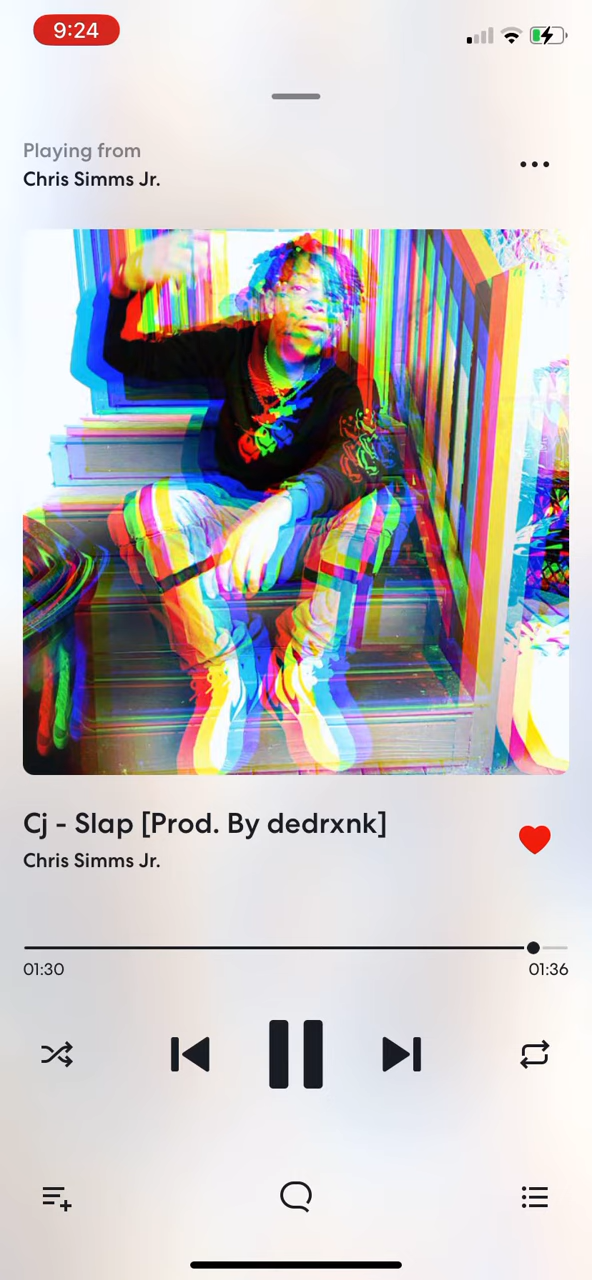 9:24
Playing from
Chris Simms Jr.
Cj - Slap [Prod. By dedrxnk]
Chris Simms Jr.
01:30
01:36